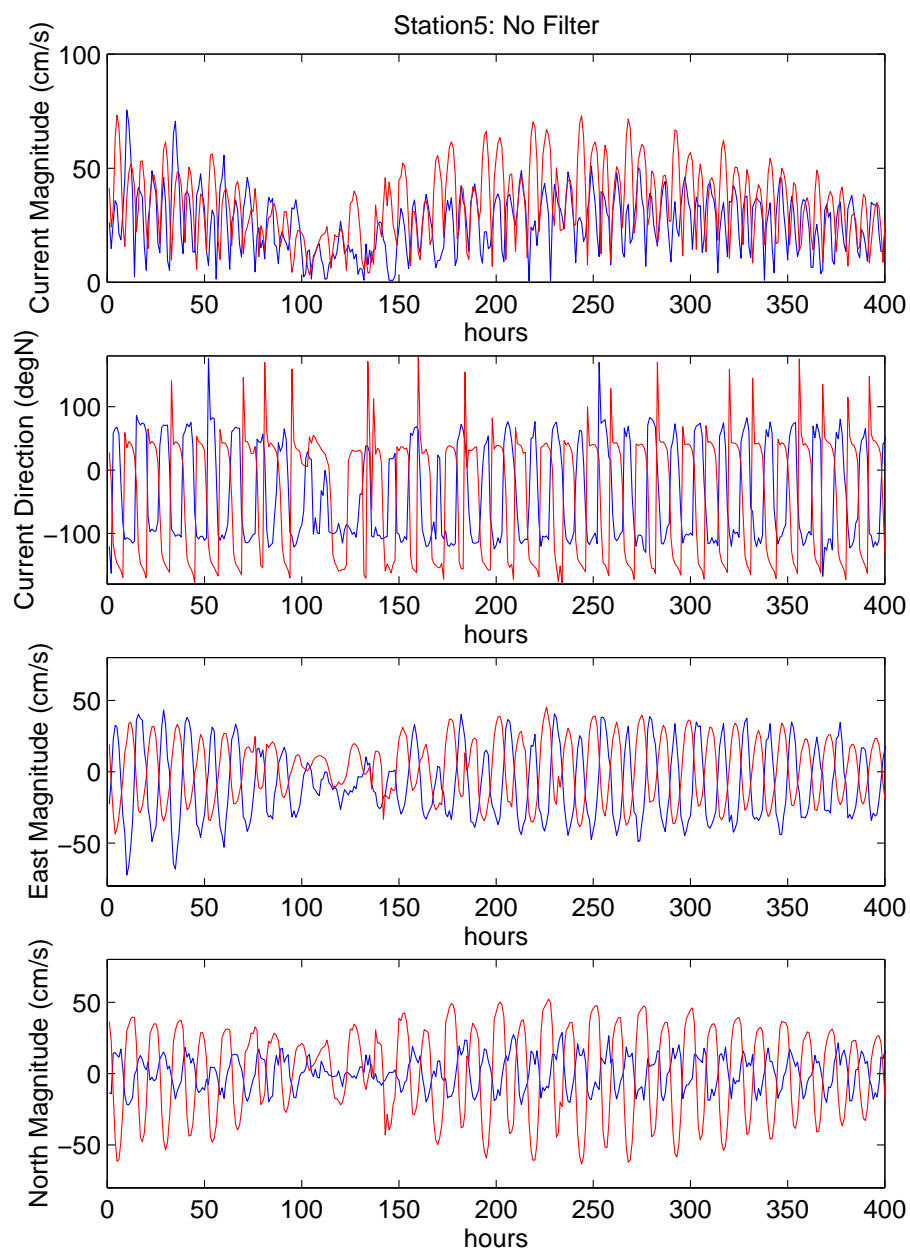 Station5: No Filter
Current Magnitude (cm/s)
100
50
0
0 50 100 150 200 250 300 350 400
hours
Current Direction (degN)
100
0
−100
0 50 100 150 200 250 300 350 400
hours
East Magnitude (cm/s)
50
0
−50
0 50 100 150 200 250 300 350 400
hours
North Magnitude (cm/s)
50
0
−50
0 50 100 150 200 250 300 350 400
hours